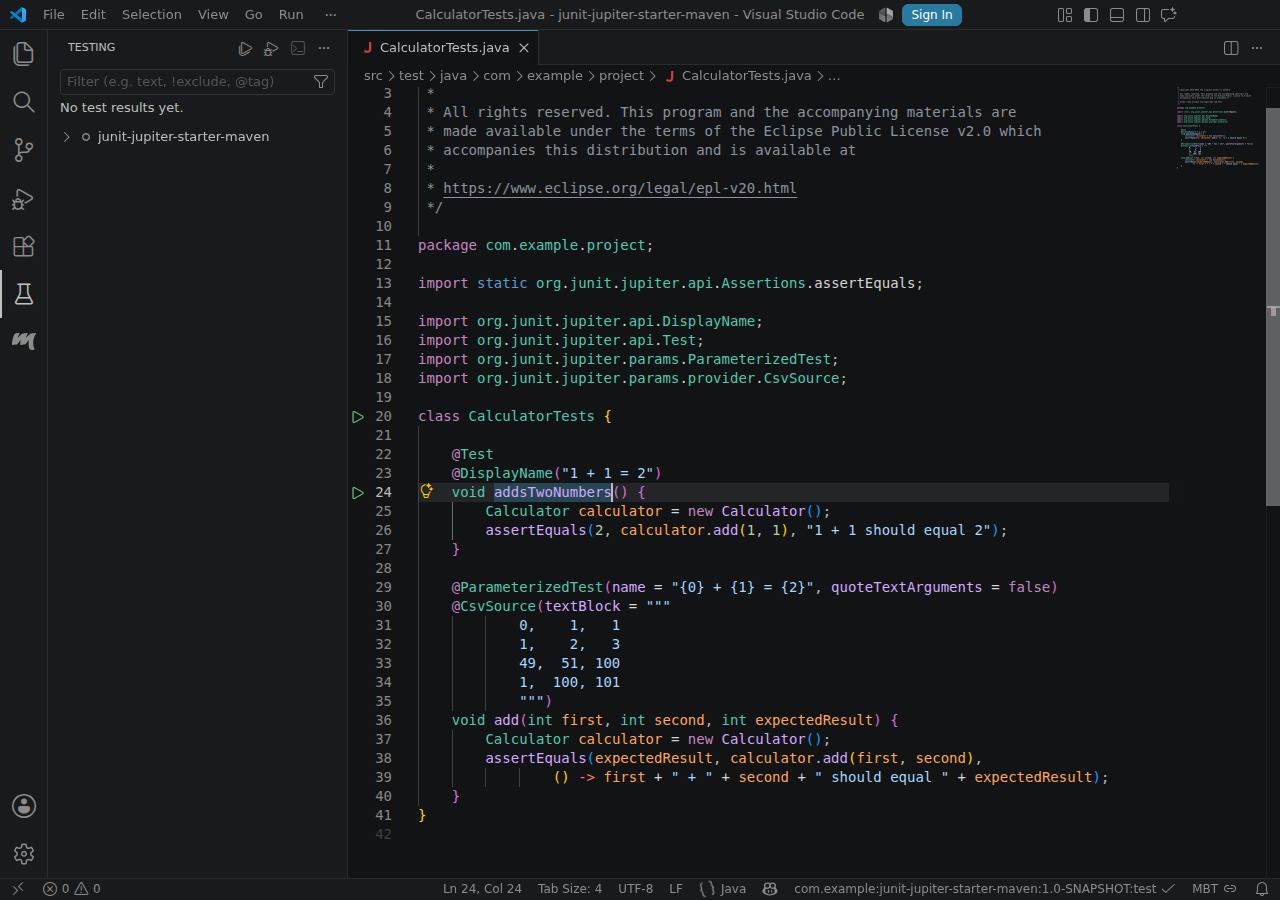 File Edit Selection View Go Run ··· CalculatorTests.java - junit-jupiter-starter-maven - Visual Studio Code Sign In
TESTING
Filter (e.g. text, !exclude, @tag)
No test results yet.
junit-jupiter-starter-maven
CalculatorTests.java
src > test > java > com > example > project > CalculatorTests.java > ...
3  *
4  * All rights reserved. This program and the accompanying materials are
5  * made available under the terms of the Eclipse Public License v2.0 which
6  * accompanies this distribution and is available at
7  *
8  * https://www.eclipse.org/legal/epl-v20.html
9  */
10
11 package com.example.project;
12
13 import static org.junit.jupiter.api.Assertions.assertEquals;
14
15 import org.junit.jupiter.api.DisplayName;
16 import org.junit.jupiter.api.Test;
17 import org.junit.jupiter.params.ParameterizedTest;
18 import org.junit.jupiter.params.provider.CsvSource;
19
20 class CalculatorTests {
21
22     @Test
23     @DisplayName("1 + 1 = 2")
24     void addsTwoNumbers() {
25         Calculator calculator = new Calculator();
26         assertEquals(2, calculator.add(1, 1), "1 + 1 should equal 2");
27     }
28
29     @ParameterizedTest(name = "{0} + {1} = {2}", quoteTextArguments = false)
30     @CsvSource(textBlock = """
31             0,    1,   1
32             1,    2,   3
33             49,  51, 100
34             1,  100, 101
35             """)
36     void add(int first, int second, int expectedResult) {
37         Calculator calculator = new Calculator();
38         assertEquals(expectedResult, calculator.add(first, second),
39                 () -> first + " + " + second + " should equal " + expectedResult);
40     }
41 }
42
0 0 Ln 24, Col 24 Tab Size: 4 UTF-8 LF Java com.example:junit-jupiter-starter-maven:1.0-SNAPSHOT:test MBT